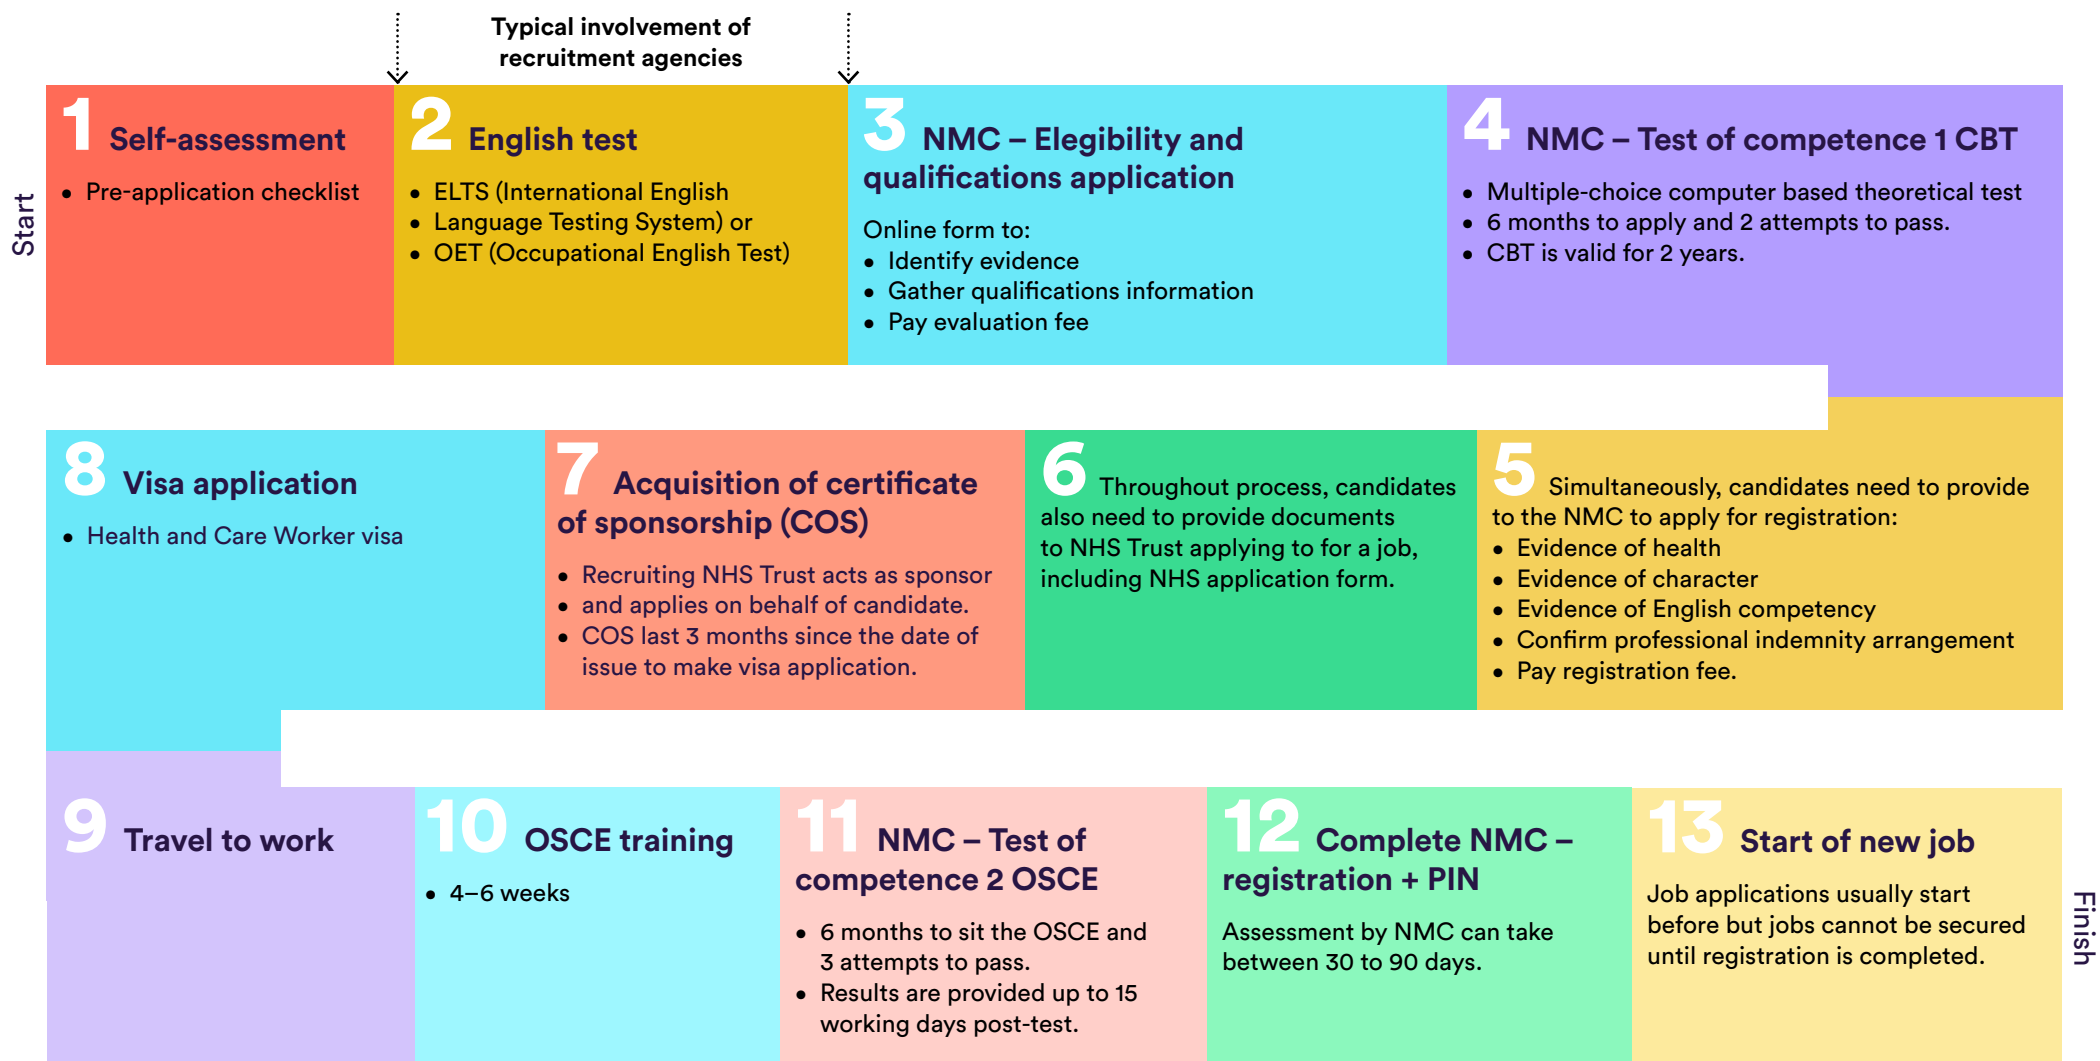 Typical involvement of
recruitment agencies
Start
1 Self-assessment
• Pre-application checklist
2 English test
• ELTS (International English
• Language Testing System) or
• OET (Occupational English Test)
3 NMC – Elegibility and
qualifications application
Online form to:
• Identify evidence
• Gather qualifications information
• Pay evaluation fee
4 NMC – Test of competence 1 CBT
• Multiple-choice computer based theoretical test
• 6 months to apply and 2 attempts to pass.
• CBT is valid for 2 years.
5 Simultaneously, candidates need to provide
to the NMC to apply for registration:
• Evidence of health
• Evidence of character
• Evidence of English competency
• Confirm professional indemnity arrangement
• Pay registration fee.
6 Throughout process, candidates
also need to provide documents
to NHS Trust applying to for a job,
including NHS application form.
7 Acquisition of certificate
of sponsorship (COS)
• Recruiting NHS Trust acts as sponsor
• and applies on behalf of candidate.
• COS last 3 months since the date of
issue to make visa application.
8 Visa application
• Health and Care Worker visa
9 Travel to work
10 OSCE training
• 4–6 weeks
11 NMC – Test of
competence 2 OSCE
• 6 months to sit the OSCE and
3 attempts to pass.
• Results are provided up to 15
working days post-test.
12 Complete NMC –
registration + PIN
Assessment by NMC can take
between 30 to 90 days.
13 Start of new job
Job applications usually start
before but jobs cannot be secured
until registration is completed.
Finish